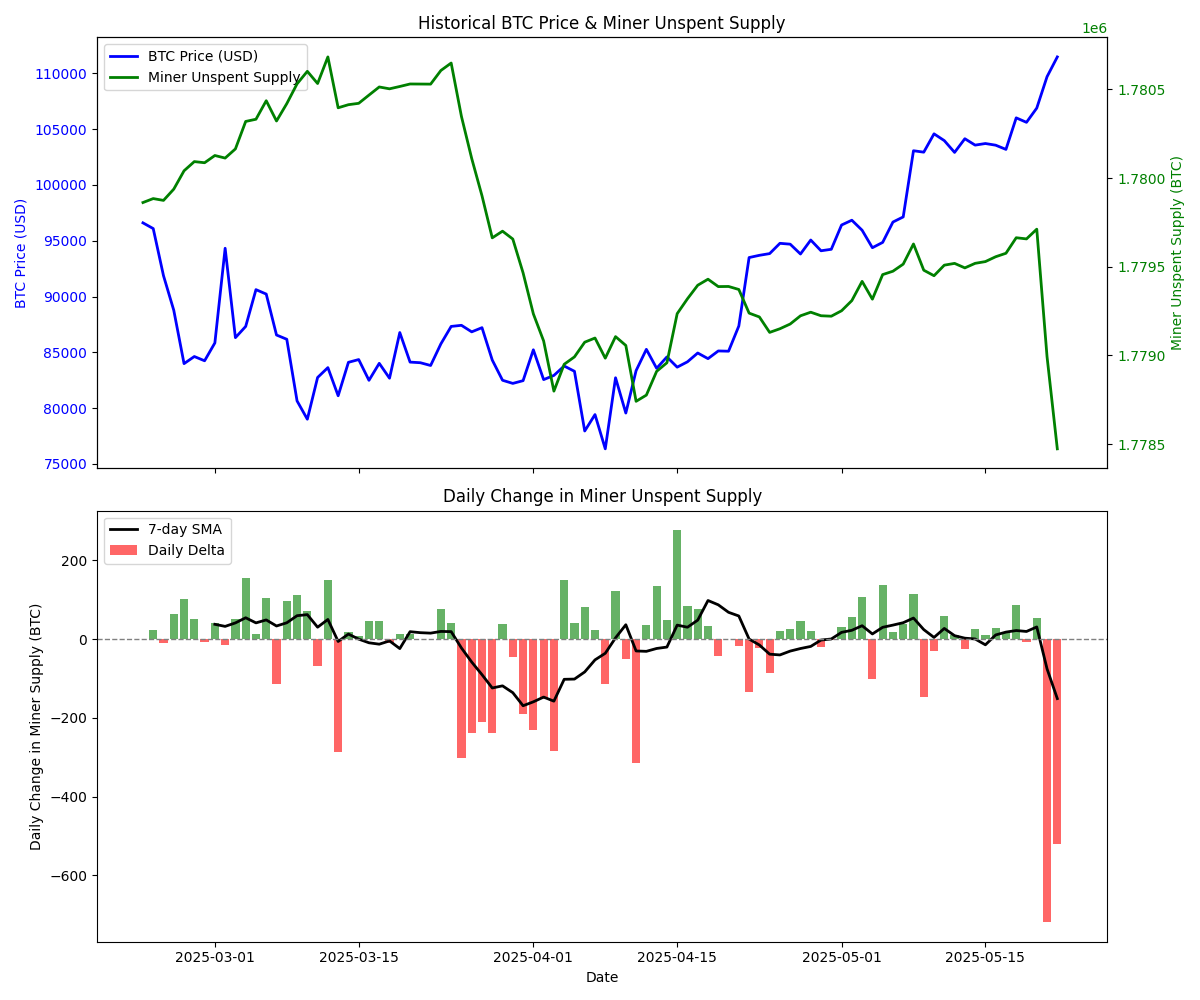 Historical BTC Price & Miner Unspent Supply
1e6
BTC Price (USD)
Miner Unspent Supply
110000
105000
100000
95000
90000
85000
80000
75000
BTC Price (USD)
1.7805
1.7800
1.7795
1.7790
1.7785
Miner Unspent Supply (BTC)
Daily Change in Miner Unspent Supply
7-day SMA
Daily Delta
200
0
−200
−400
−600
Daily Change in Miner Supply (BTC)
2025-03-01
2025-03-15
2025-04-01
2025-04-15
2025-05-01
2025-05-15
Date